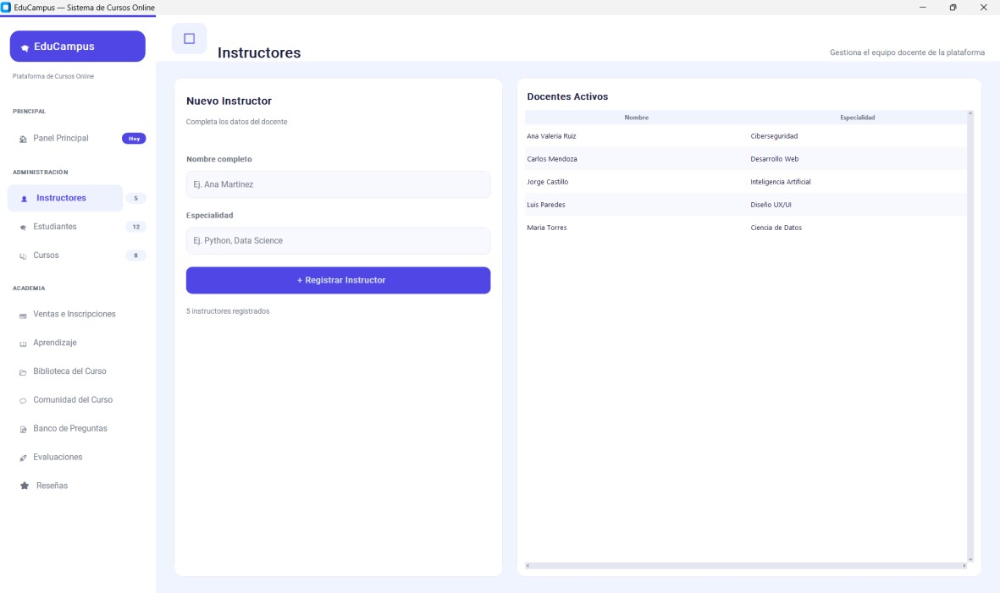 EduCampus — Sistema de Cursos Online
EduCampus
Plataforma de Cursos Online
PRINCIPAL
Panel Principal
Hoy
ADMINISTRACIÓN
Instructores
5
Estudiantes
12
Cursos
8
ACADEMIA
Ventas e Inscripciones
Aprendizaje
Biblioteca del Curso
Comunidad del Curso
Banco de Preguntas
Evaluaciones
Reseñas
Instructores
Gestiona el equipo docente de la plataforma
Nuevo Instructor
Completa los datos del docente
Nombre completo
Ej. Ana Martinez
Especialidad
Ej. Python, Data Science
+ Registrar Instructor
5 instructores registrados
Docentes Activos
Nombre Especialidad
Ana Valeria Ruiz Ciberseguridad
Carlos Mendoza Desarrollo Web
Jorge Castillo Inteligencia Artificial
Luis Paredes Diseño UX/UI
Maria Torres Ciencia de Datos